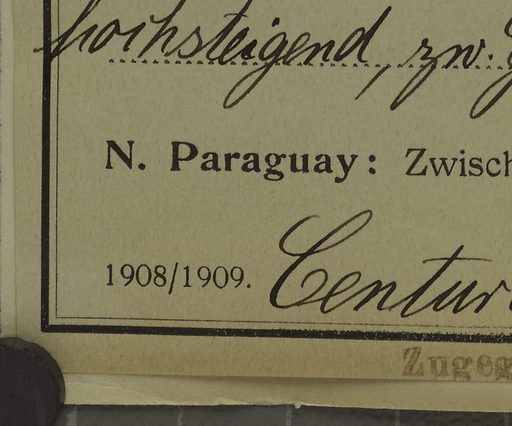 hochsteigend, zw.
N. Paraguay: Zwisch
1908/1909. Centur
Zugeg